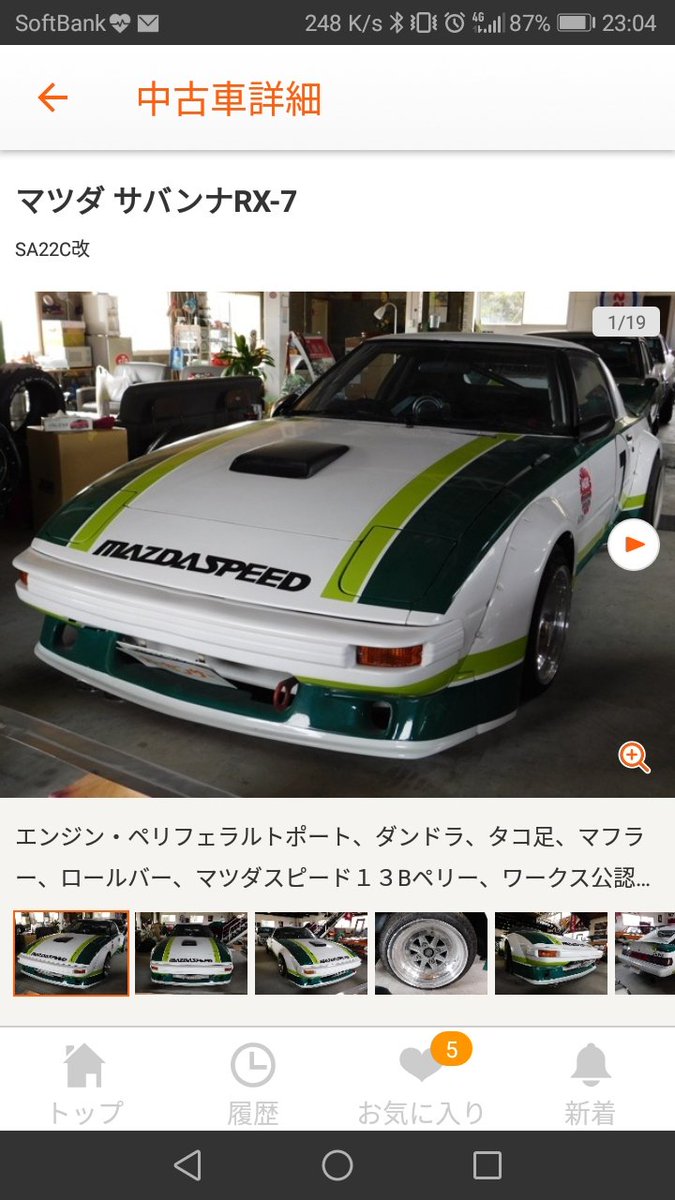 SoftBank 248 K/s 4G 87% 23:04
中古車詳細
マツダ サバンナRX-7
SA22C改
1/19
MAZDASPEED
エンジン・ペリフェラルトポート、ダンドラ、タコ足、マフラ
ー、ロールバー、マツダスピード１３Bペリー、ワークス公認...
5
トップ 履歴 お気に入り 新着